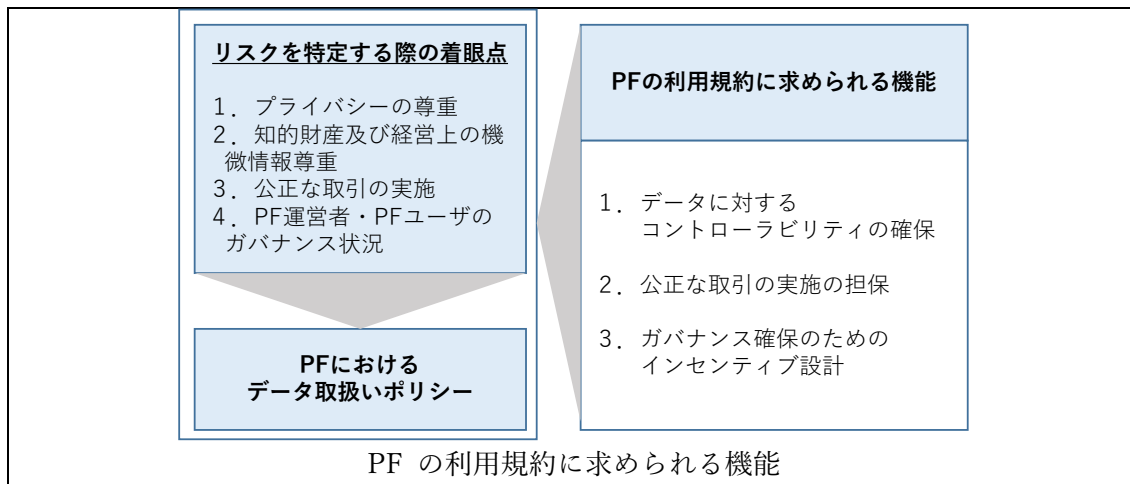 リスクを特定する際の着眼点
1．プライバシーの尊重
2．知的財産及び経営上の機
微情報尊重
3．公正な取引の実施
4．PF運営者・PFユーザの
ガバナンス状況
PFにおける
データ取扱いポリシー
PFの利用規約に求められる機能
1．データに対する
コントローラビリティの確保
2．公正な取引の実施の担保
3．ガバナンス確保のための
インセンティブ設計
PF の利用規約に求められる機能